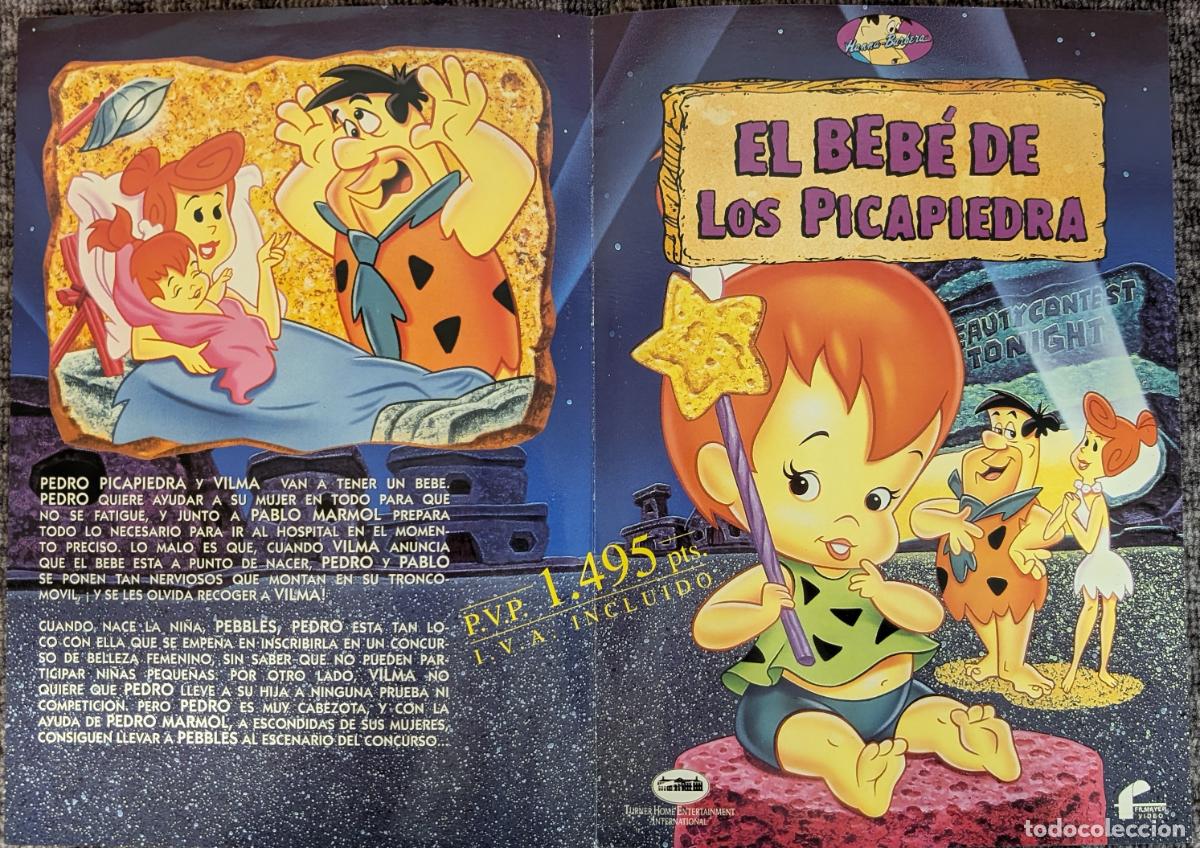 PEDRO PICAPIEDRA Y VILMA VAN A TENER UN BEBE.
PEDRO QUIERE AYUDAR A SU MUJER EN TODO PARA QUE
NO SE FATIGUE, Y JUNTO A PABLO MARMOL PREPARA
TODO LO NECESARIO PARA IR AL HOSPITAL EN EL MOMEN-
TO PRECISO. LO MALO ES QUE, CUANDO VILMA ANUNCIA
QUE EL BEBE ESTA A PUNTO DE NACER, PEDRO Y PABLO
SE PONEN TAN NERVIOSOS QUE MONTAN EN SU TRONCO-
MOVIL, ¡Y SE LES OLVIDA RECOGER A VILMA!
CUANDO NACE LA NIÑA, PEBBLES, PEDRO ESTA TAN LO-
CO CON ELLA QUE SE EMPEÑA EN INSCRIBIRLA EN UN CONCUR-
SO DE BELLEZA FEMENINO, SIN SABER QUE NO PUEDEN PAR-
TICIPAR NIÑAS PEQUEÑAS. POR OTRO LADO, VILMA NO
QUIERE QUE PEDRO LLEVE A SU HIJA A NINGUNA PRUEBA NI
COMPETICION. PERO PEDRO ES MUY CABEZOTA, Y CON LA
AYUDA DE PEDRO MARMOL, A ESCONDIDAS DE SUS MUJERES,
CONSIGUEN LLEVAR A PEBBLES AL ESCENARIO DEL CONCURSO...
P.V.P. 1.495 pts.
I.V.A. INCLUIDO
Hanna-Barbera
EL BEBÉ DE
LOS PICAPIEDRA
BEAUTY CONTEST
TONIGHT
TURNER HOME ENTERTAINMENT
INTERNATIONAL
FILMAYER
VIDEO
todocoleccion